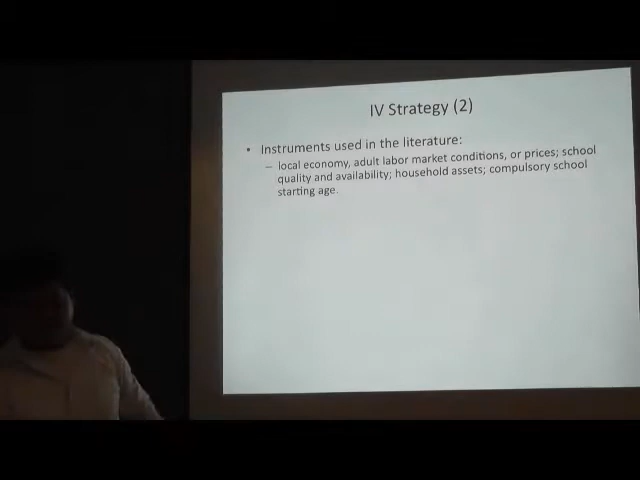 IV Strategy (2)
• Instruments used in the literature:
– local economy, adult labor market conditions, or prices; school
quality and availability; household assets; compulsory school
starting age.